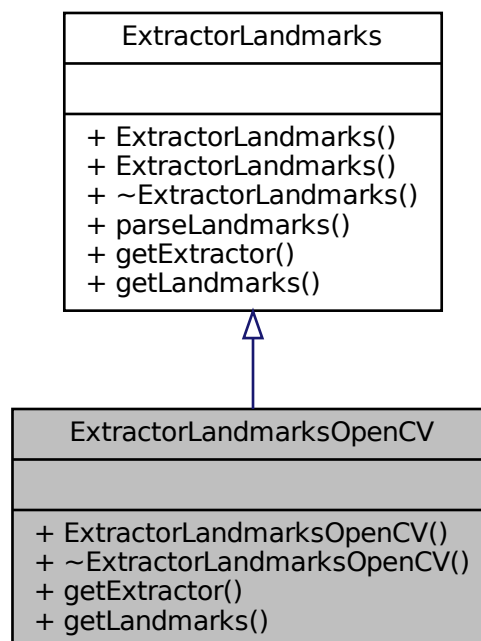 ExtractorLandmarks
+ ExtractorLandmarks()
+ ExtractorLandmarks()
+ ~ExtractorLandmarks()
+ parseLandmarks()
+ getExtractor()
+ getLandmarks()
ExtractorLandmarksOpenCV
+ ExtractorLandmarksOpenCV()
+ ~ExtractorLandmarksOpenCV()
+ getExtractor()
+ getLandmarks()